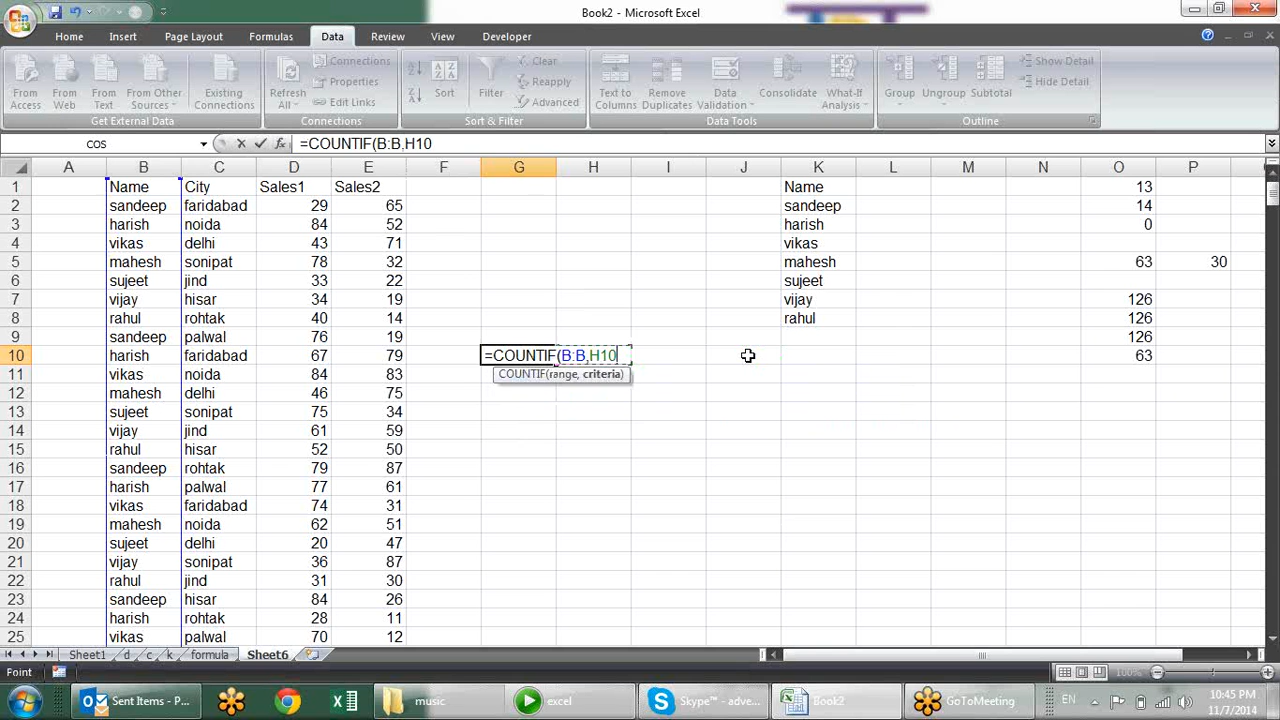 Book2 - Microsoft Excel
Home Insert Page Layout Formulas Data Review View Developer
From Access From Web From Text From Other Sources Existing Connections Refresh All Connections Properties Edit Links Sort Filter Clear Reapply Advanced Text to Columns Remove Duplicates Data Validation Consolidate What-If Analysis Group Ungroup Subtotal Show Detail Hide Detail
Get External Data Connections Sort & Filter Data Tools Outline
COS =COUNTIF(B:B,H10
A B C D E F G H I J K L M N O P
1 Name City Sales1 Sales2 Name 13
2 sandeep faridabad 29 65 sandeep 14
3 harish noida 84 52 harish 0
4 vikas delhi 43 71 vikas
5 mahesh sonipat 78 32 mahesh 63 30
6 sujeet jind 33 22 sujeet
7 vijay hisar 34 19 vijay 126
8 rahul rohtak 40 14 rahul 126
9 sandeep palwal 76 19 126
10 harish faridabad 67 79 =COUNTIF(B:B,H10 63
11 vikas noida 84 83 COUNTIF(range, criteria)
12 mahesh delhi 46 75
13 sujeet sonipat 75 34
14 vijay jind 61 59
15 rahul hisar 52 50
16 sandeep rohtak 79 87
17 harish palwal 77 61
18 vikas faridabad 74 31
19 mahesh noida 62 51
20 sujeet delhi 20 47
21 vijay sonipat 36 87
22 rahul jind 31 30
23 sandeep hisar 84 26
24 harish rohtak 28 11
25 vikas palwal 70 12
Sheet1 d c k formula Sheet6
Point 100%
Sent Items - P... music excel Skype™ - adve... Book2 GoToMeeting EN 10:45 PM
11/7/2014